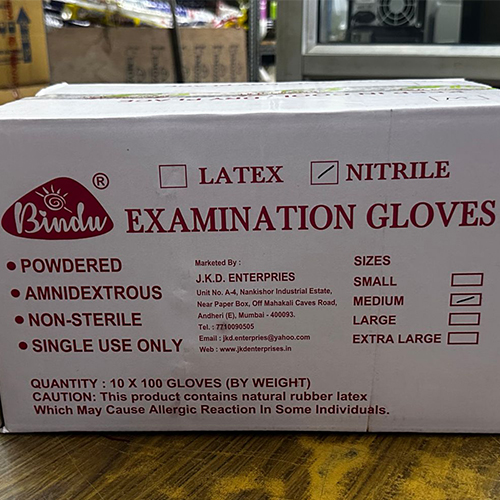 LATEX NITRILE
Bindu ®
EXAMINATION GLOVES
• POWDERED
• AMNIDEXTROUS
• NON-STERILE
• SINGLE USE ONLY
Marketed By :
J.K.D. ENTERPRIES
Unit No. A-4, Nankishor Industrial Estate,
Near Paper Box, Off Mahakali Caves Road,
Andheri (E), Mumbai - 400093.
Tel. : 7710090505
Email : jkd.enterpries@yahoo.com
Web : www.jkdenterprises.in
SIZES
SMALL
MEDIUM
LARGE
EXTRA LARGE
QUANTITY : 10 X 100 GLOVES (BY WEIGHT)
CAUTION: This product contains natural rubber latex
Which May Cause Allergic Reaction In Some Individuals.